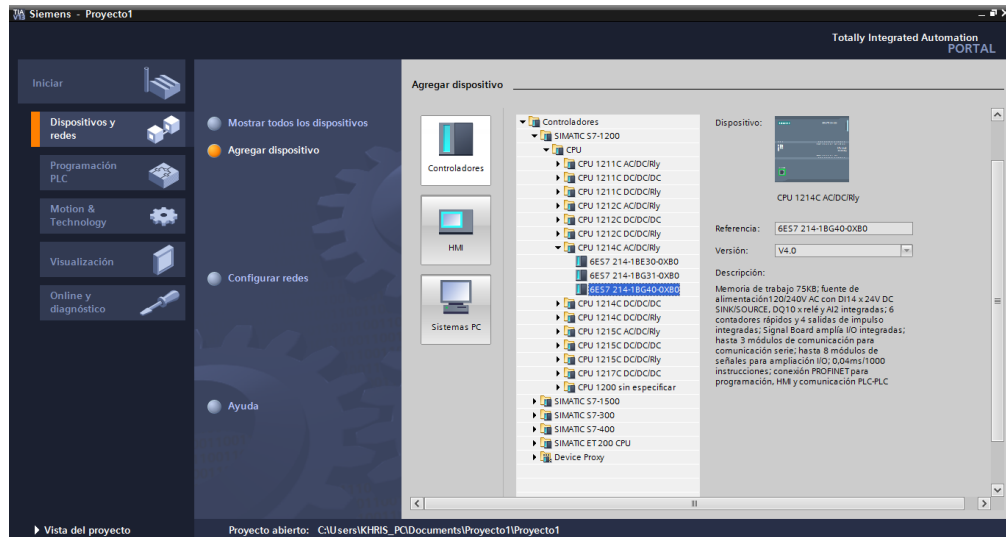 Siemens - Proyecto1
Totally Integrated Automation
PORTAL
Iniciar
Dispositivos y
redes
Programación
PLC
Motion &
Technology
Visualización
Online y
diagnóstico
Mostrar todos los dispositivos
Agregar dispositivo
Configurar redes
Ayuda
Agregar dispositivo
Controladores
HMI
Sistemas PC
Controladores
SIMATIC S7-1200
CPU
CPU 1211C AC/DC/Rly
CPU 1211C DC/DC/DC
CPU 1211C DC/DC/Rly
CPU 1212C AC/DC/Rly
CPU 1212C DC/DC/DC
CPU 1212C DC/DC/Rly
CPU 1214C AC/DC/Rly
6ES7 214-1BE30-0XB0
6ES7 214-1BG31-0XB0
6ES7 214-1BG40-0XB0
CPU 1214C DC/DC/DC
CPU 1214C DC/DC/Rly
CPU 1215C AC/DC/Rly
CPU 1215C DC/DC/DC
CPU 1215C DC/DC/Rly
CPU 1217C DC/DC/DC
CPU 1200 sin especificar
SIMATIC S7-1500
SIMATIC S7-300
SIMATIC S7-400
SIMATIC ET 200 CPU
Device Proxy
Dispositivo:
CPU 1214C AC/DC/Rly
Referencia: 6ES7 214-1BG40-0XB0
Versión: V4.0
Descripción:
Memoria de trabajo 75KB; fuente de
alimentación120/240V AC con DI14 x 24V DC
SINK/SOURCE, DQ10 x relé y AI2 integradas; 6
contadores rápidos y 4 salidas de impulso
integradas; Signal Board amplía I/O integradas;
hasta 3 módulos de comunicación para
comunicación serie; hasta 8 módulos de
señales para ampliación I/O; 0,04ms/1000
instrucciones; conexión PROFINET para
programación, HMI y comunicación PLC-PLC
Vista del proyecto
Proyecto abierto: C:\Users\KHRIS_PC\Documents\Proyecto1\Proyecto1